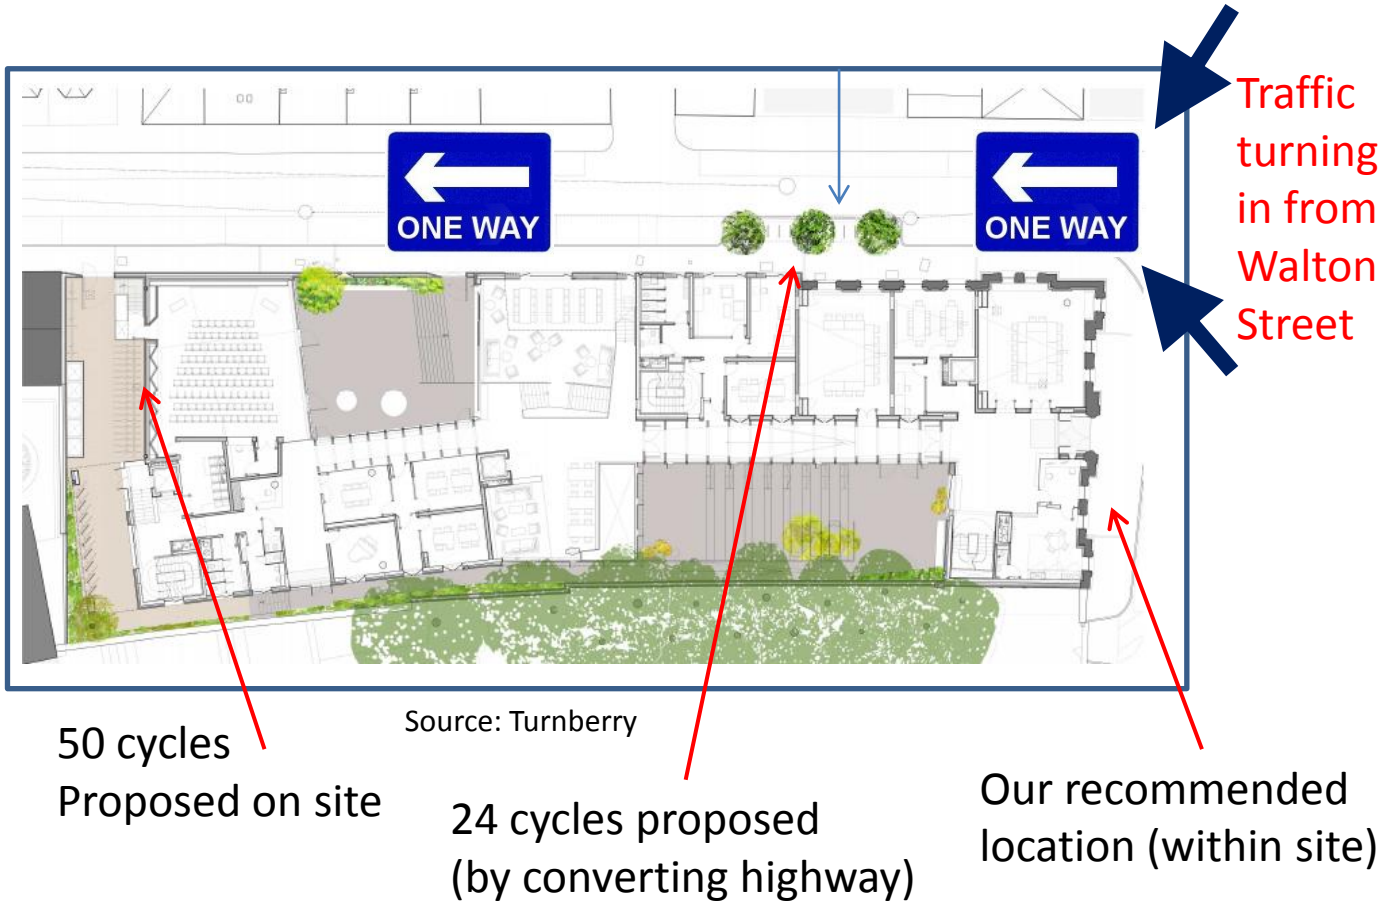 Traffic
turning
in from
Walton
Street
ONE WAY
ONE WAY
Source: Turnberry
50 cycles
Proposed on site
24 cycles proposed
(by converting highway)
Our recommended
location (within site)